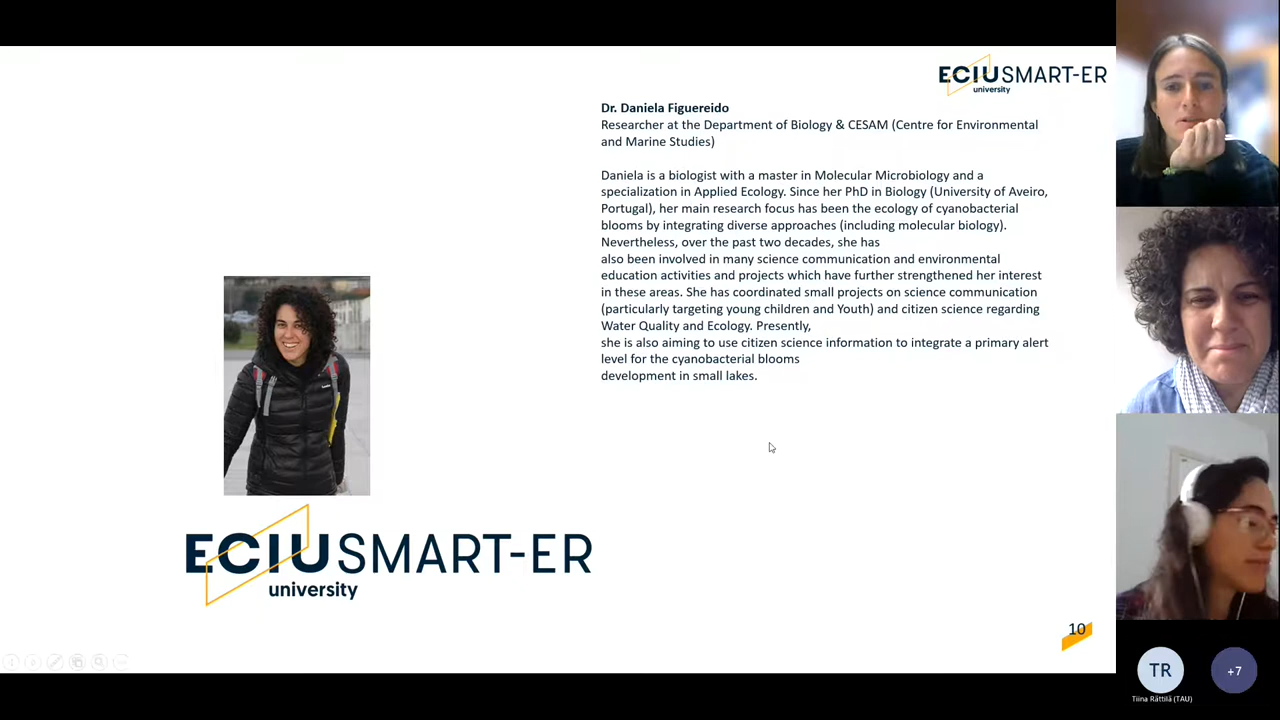 ECIU SMART-ER
university
Dr. Daniela Figuereido
Researcher at the Department of Biology & CESAM (Centre for Environmental
and Marine Studies)
Daniela is a biologist with a master in Molecular Microbiology and a
specialization in Applied Ecology. Since her PhD in Biology (University of Aveiro,
Portugal), her main research focus has been the ecology of cyanobacterial
blooms by integrating diverse approaches (including molecular biology).
Nevertheless, over the past two decades, she has
also been involved in many science communication and environmental
education activities and projects which have further strengthened her interest
in these areas. She has coordinated small projects on science communication
(particularly targeting young children and Youth) and citizen science regarding
Water Quality and Ecology. Presently,
she is also aiming to use citizen science information to integrate a primary alert
level for the cyanobacterial blooms
development in small lakes.
ECIU SMART-ER
university
10
TR
+7
Tiina Rättilä (TAU)